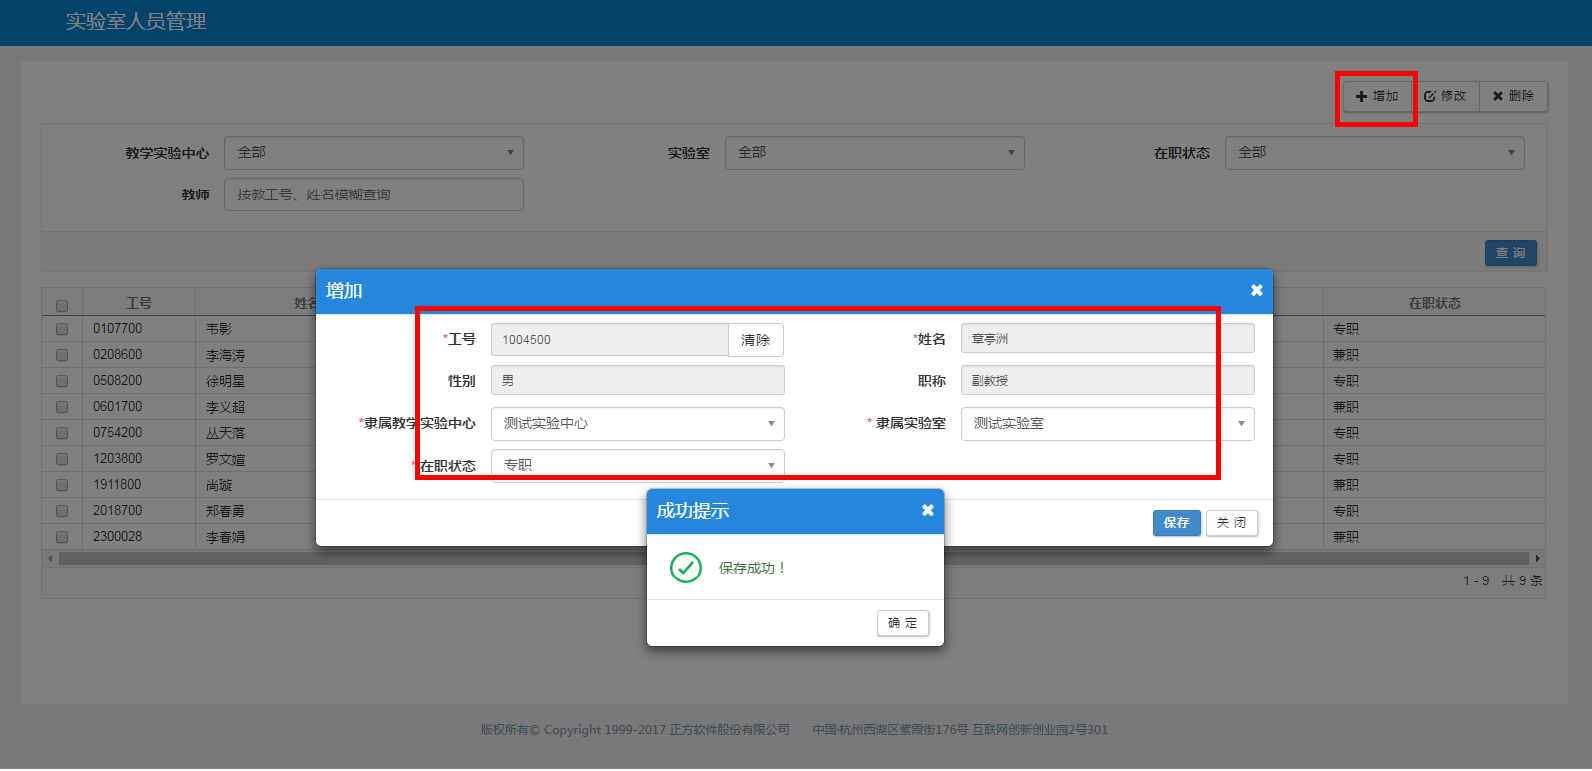 实验室人员管理
增加 修改 删除
教学实验中心 全部 实验室 全部 在职状态 全部
教师 按教工号、姓名模糊查询
查 询
工号 姓名 在职状态
0107700 韦影 专职
0208600 李海涛 兼职
0508200 徐明星 专职
0601700 李义超 兼职
0754200 丛天落 专职
1203800 罗文媗 专职
1911800 尚璇 兼职
2018700 郑春勇 专职
2300028 李春娟 兼职
1 - 9 共 9 条
增加
*工号 1004500 清除 *姓名 章亭洲
性别 男 职称 副教授
*隶属教学实验中心 测试实验中心 * 隶属实验室 测试实验室
*在职状态 专职
保存 关 闭
成功提示
保存成功！
确 定
版权所有© Copyright 1999-2017 正方软件股份有限公司 中国·杭州西湖区紫霞街176号 互联网创新创业园2号301